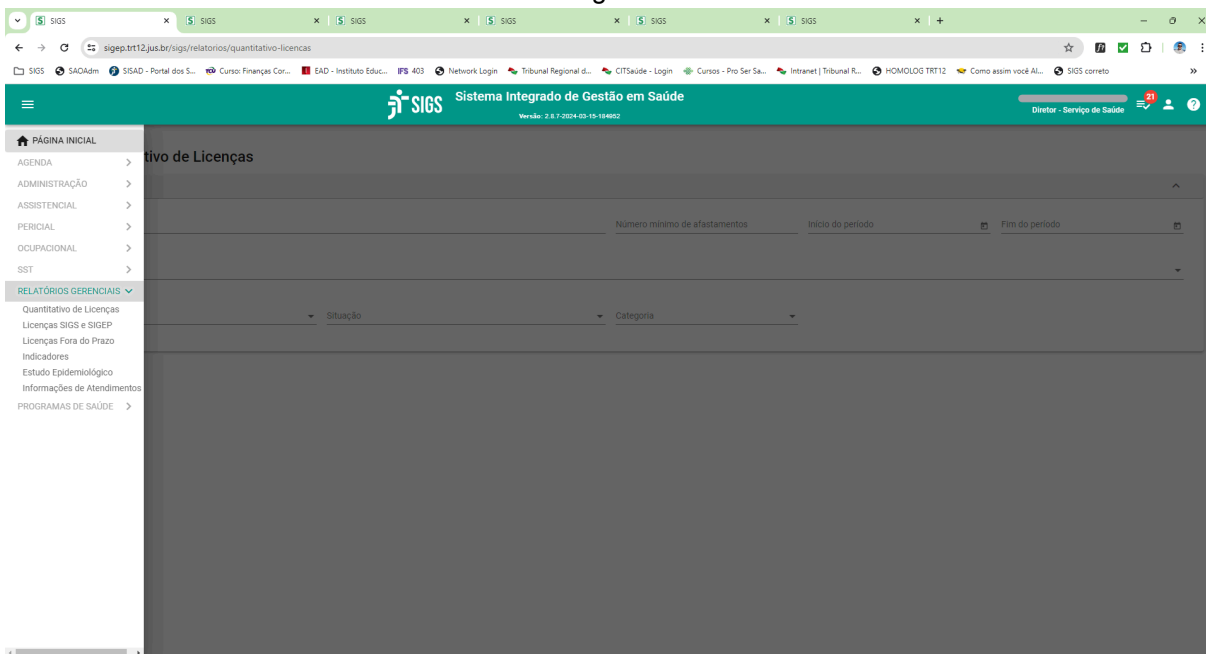 SIGS
SIGS
SIGS
SIGS
SIGS
SIGS
sigep.trt12.jus.br/sigs/relatorios/quantitativo-licencas
SIGS SAOAdm SISAD - Portal dos S... Curso: Finanças Cor... EAD - Instituto Educ... IFS 403 Network Login Tribunal Regional d... CITSaúde - Login Cursos - Pro Ser Sa... Intranet | Tribunal R... HOMOLOG TRT12 Como assim você Al... SIGS correto »
SIGS Sistema Integrado de Gestão em Saúde
Versão: 2.8.7-2024-03-15-184952
Diretor - Serviço de Saúde
21
PÁGINA INICIAL
AGENDA
ADMINISTRAÇÃO
ASSISTENCIAL
PERICIAL
OCUPACIONAL
SST
RELATÓRIOS GERENCIAIS
Quantitativo de Licenças
Licenças SIGS e SIGEP
Licenças Fora do Prazo
Indicadores
Estudo Epidemiológico
Informações de Atendimentos
PROGRAMAS DE SAÚDE
tivo de Licenças
Número mínimo de afastamentos Início do período Fim do período
Situação Categoria